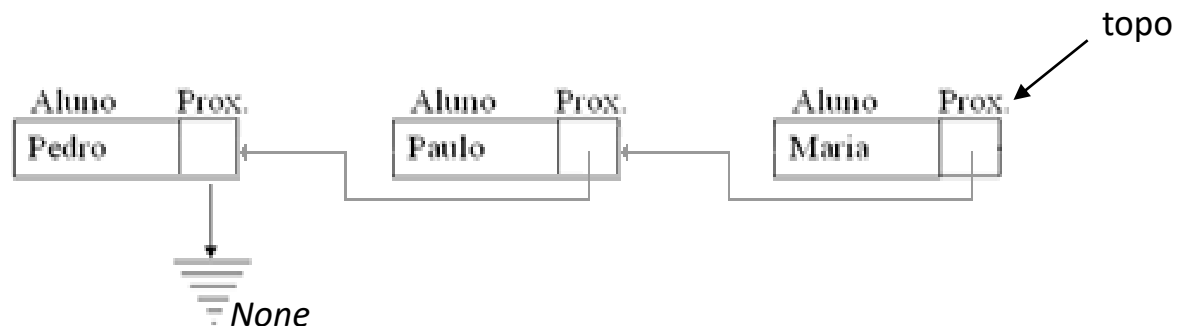 topo
Aluno Prox. Aluno Prox. Aluno Prox.
Pedro Paulo Maria
None